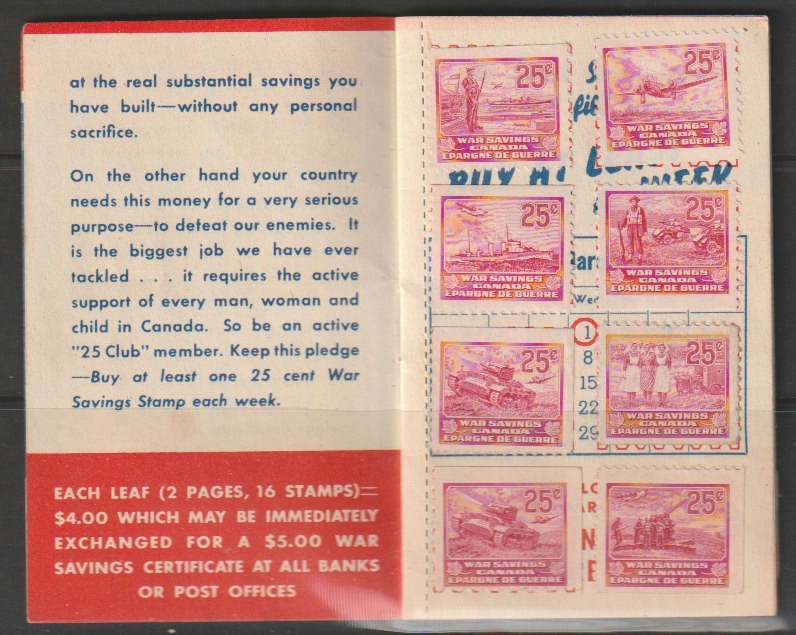 at the real substantial savings you
have built—without any personal
sacrifice.
On the other hand your country
needs this money for a very serious
purpose—to defeat our enemies. It
is the biggest job we have ever
tackled . . . it requires the active
support of every man, woman and
child in Canada. So be an active
"25 Club" member. Keep this pledge
—Buy at least one 25 cent War
Savings Stamp each week.
EACH LEAF (2 PAGES, 16 STAMPS)=
$4.00 WHICH MAY BE IMMEDIATELY
EXCHANGED FOR A $5.00 WAR
SAVINGS CERTIFICATE AT ALL BANKS
OR POST OFFICES
25¢
WAR SAVINGS
CANADA
EPARGNE DE GUERRE
25¢
WAR SAVINGS
CANADA
EPARGNE DE GUERRE
25¢
WAR SAVINGS
CANADA
EPARGNE DE GUERRE
25¢
WAR SAVINGS
CANADA
EPARGNE DE GUERRE
1
8
15
22
29
25¢
WAR SAVINGS
CANADA
EPARGNE DE GUERRE
25¢
WAR SAVINGS
CANADA
EPARGNE DE GUERRE
25¢
WAR SAVINGS
CANADA
EPARGNE DE GUERRE
25¢
WAR SAVINGS
CANADA
EPARGNE DE GUERRE